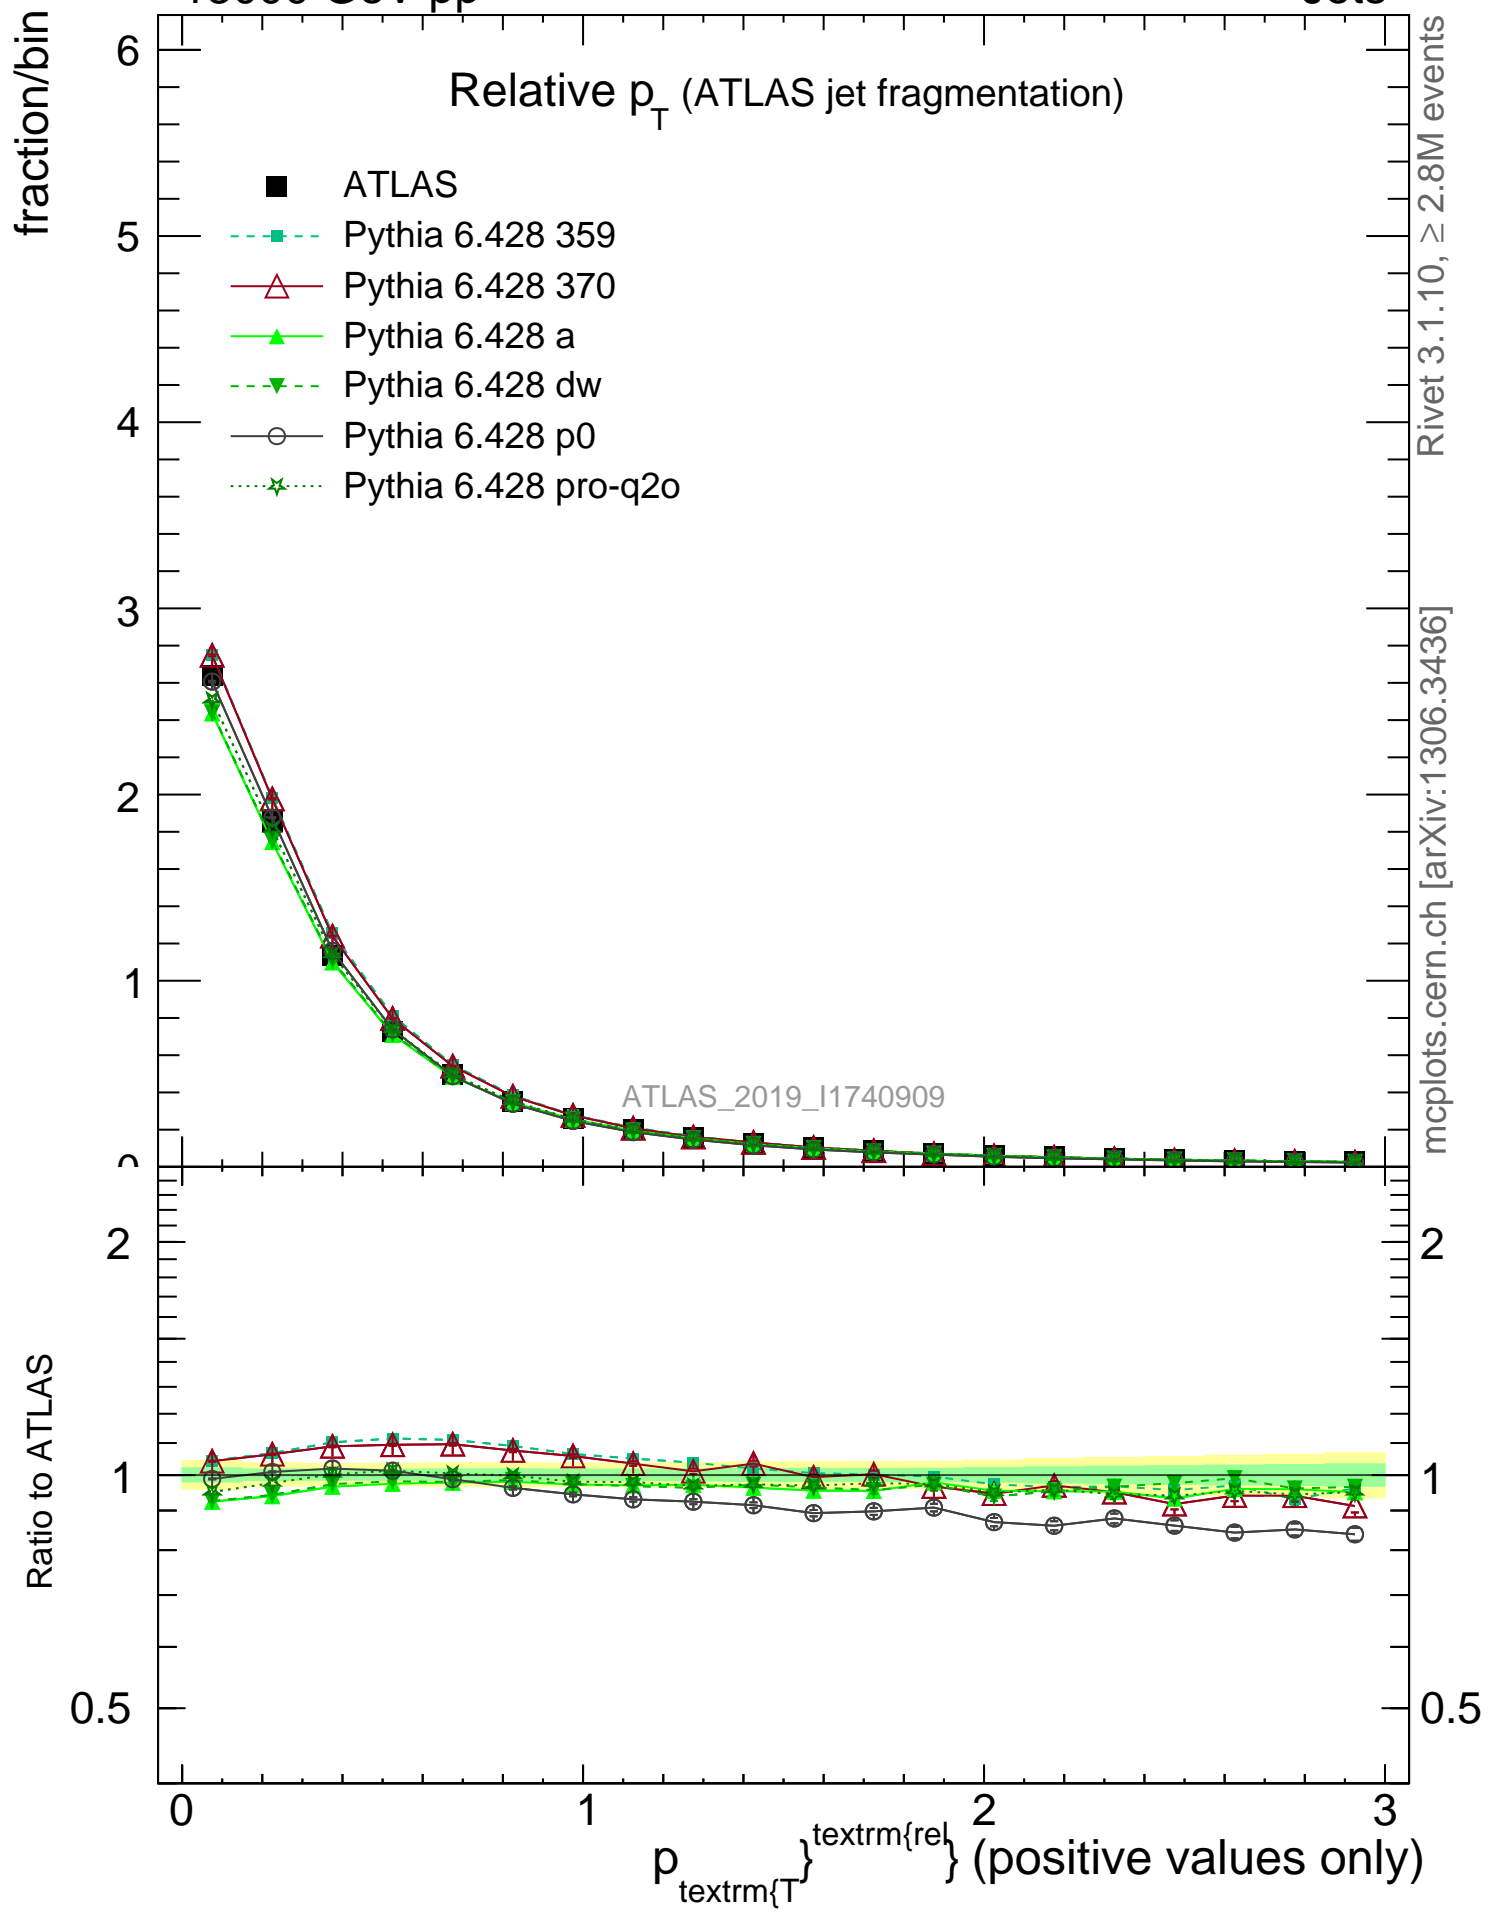 fraction/bin
Relative pT (ATLAS jet fragmentation)
ATLAS
Pythia 6.428 359
Pythia 6.428 370
Pythia 6.428 a
Pythia 6.428 dw
Pythia 6.428 p0
Pythia 6.428 pro-q2o
6
5
4
3
2
1
0
ATLAS_2019_I1740909
Rivet 3.1.10, ≥ 2.8M events
mcplots.cern.ch [arXiv:1306.3436]
Ratio to ATLAS
2
1
0.5
2
1
0.5
0
1
2
3
p textrm{T} textrm{rel} (positive values only)